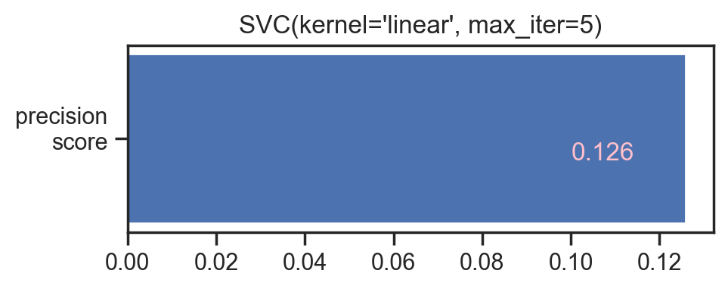 SVC(kernel='linear', max_iter=5)
precision
score
0.126
0.00 0.02 0.04 0.06 0.08 0.10 0.12